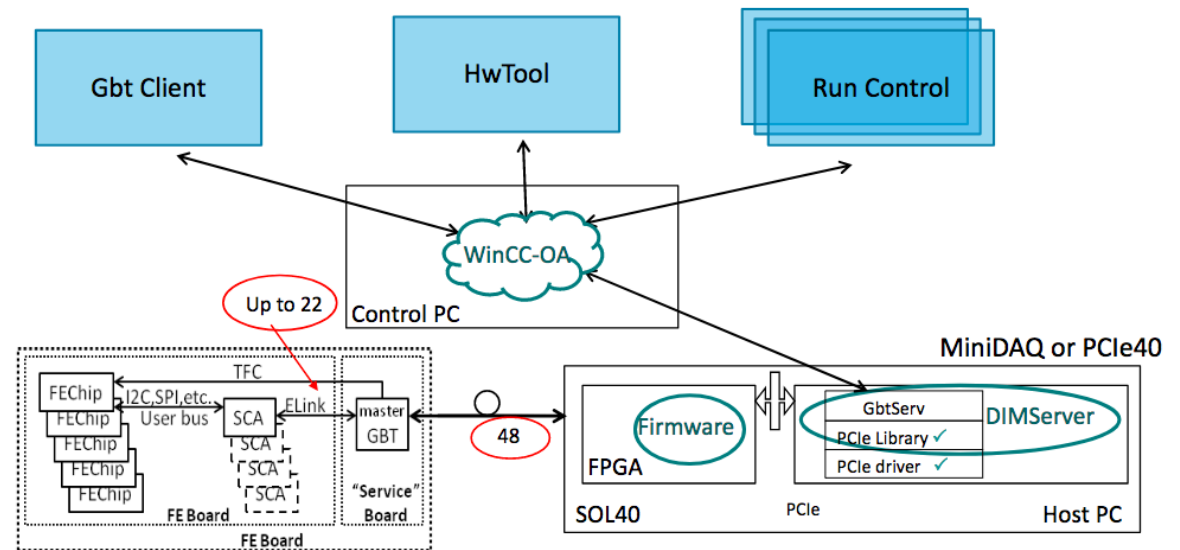 Gbt Client
HwTool
Run Control
WinCC-OA
Control PC
Up to 22
MiniDAQ or PCIe40
TFC
FEChip
I2C,SPI,etc.
User bus
FEChip
FEChip
FEChip
FEChip
SCA
SCA
SCA
SCA
ELink
master
GBT
"Service"
Board
FE Board
FE Board
48
Firmware
FPGA
SOL40
PCIe
GbtServ
PCIe Library ✓
PCIe driver ✓
DIMServer
Host PC